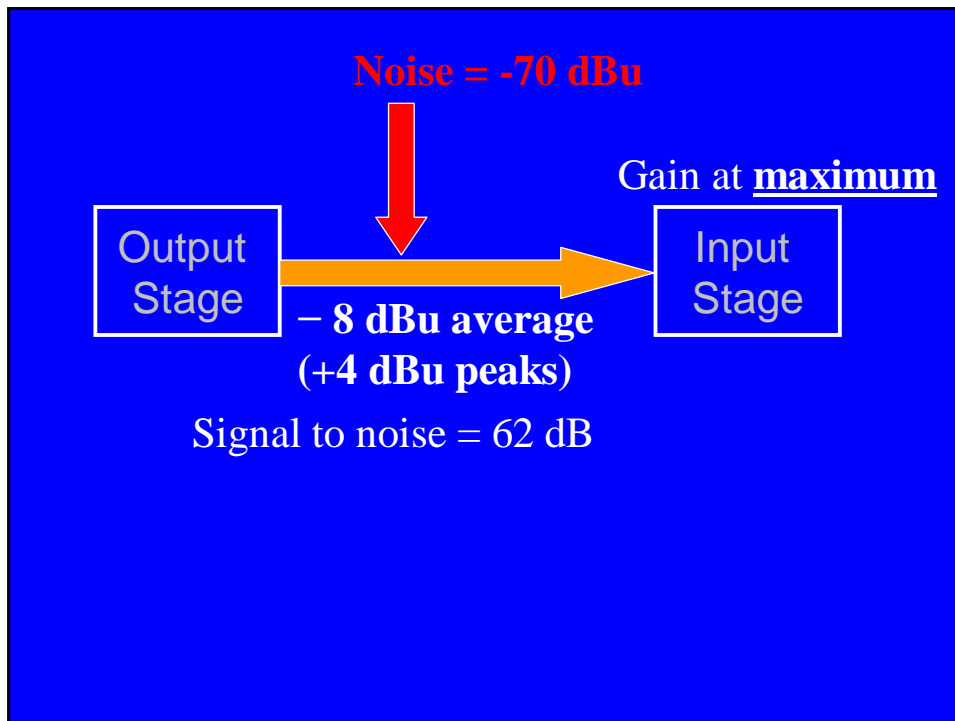 Noise = -70 dBu
Gain at maximum
Output
Stage
Input
Stage
− 8 dBu average
(+4 dBu peaks)
Signal to noise = 62 dB